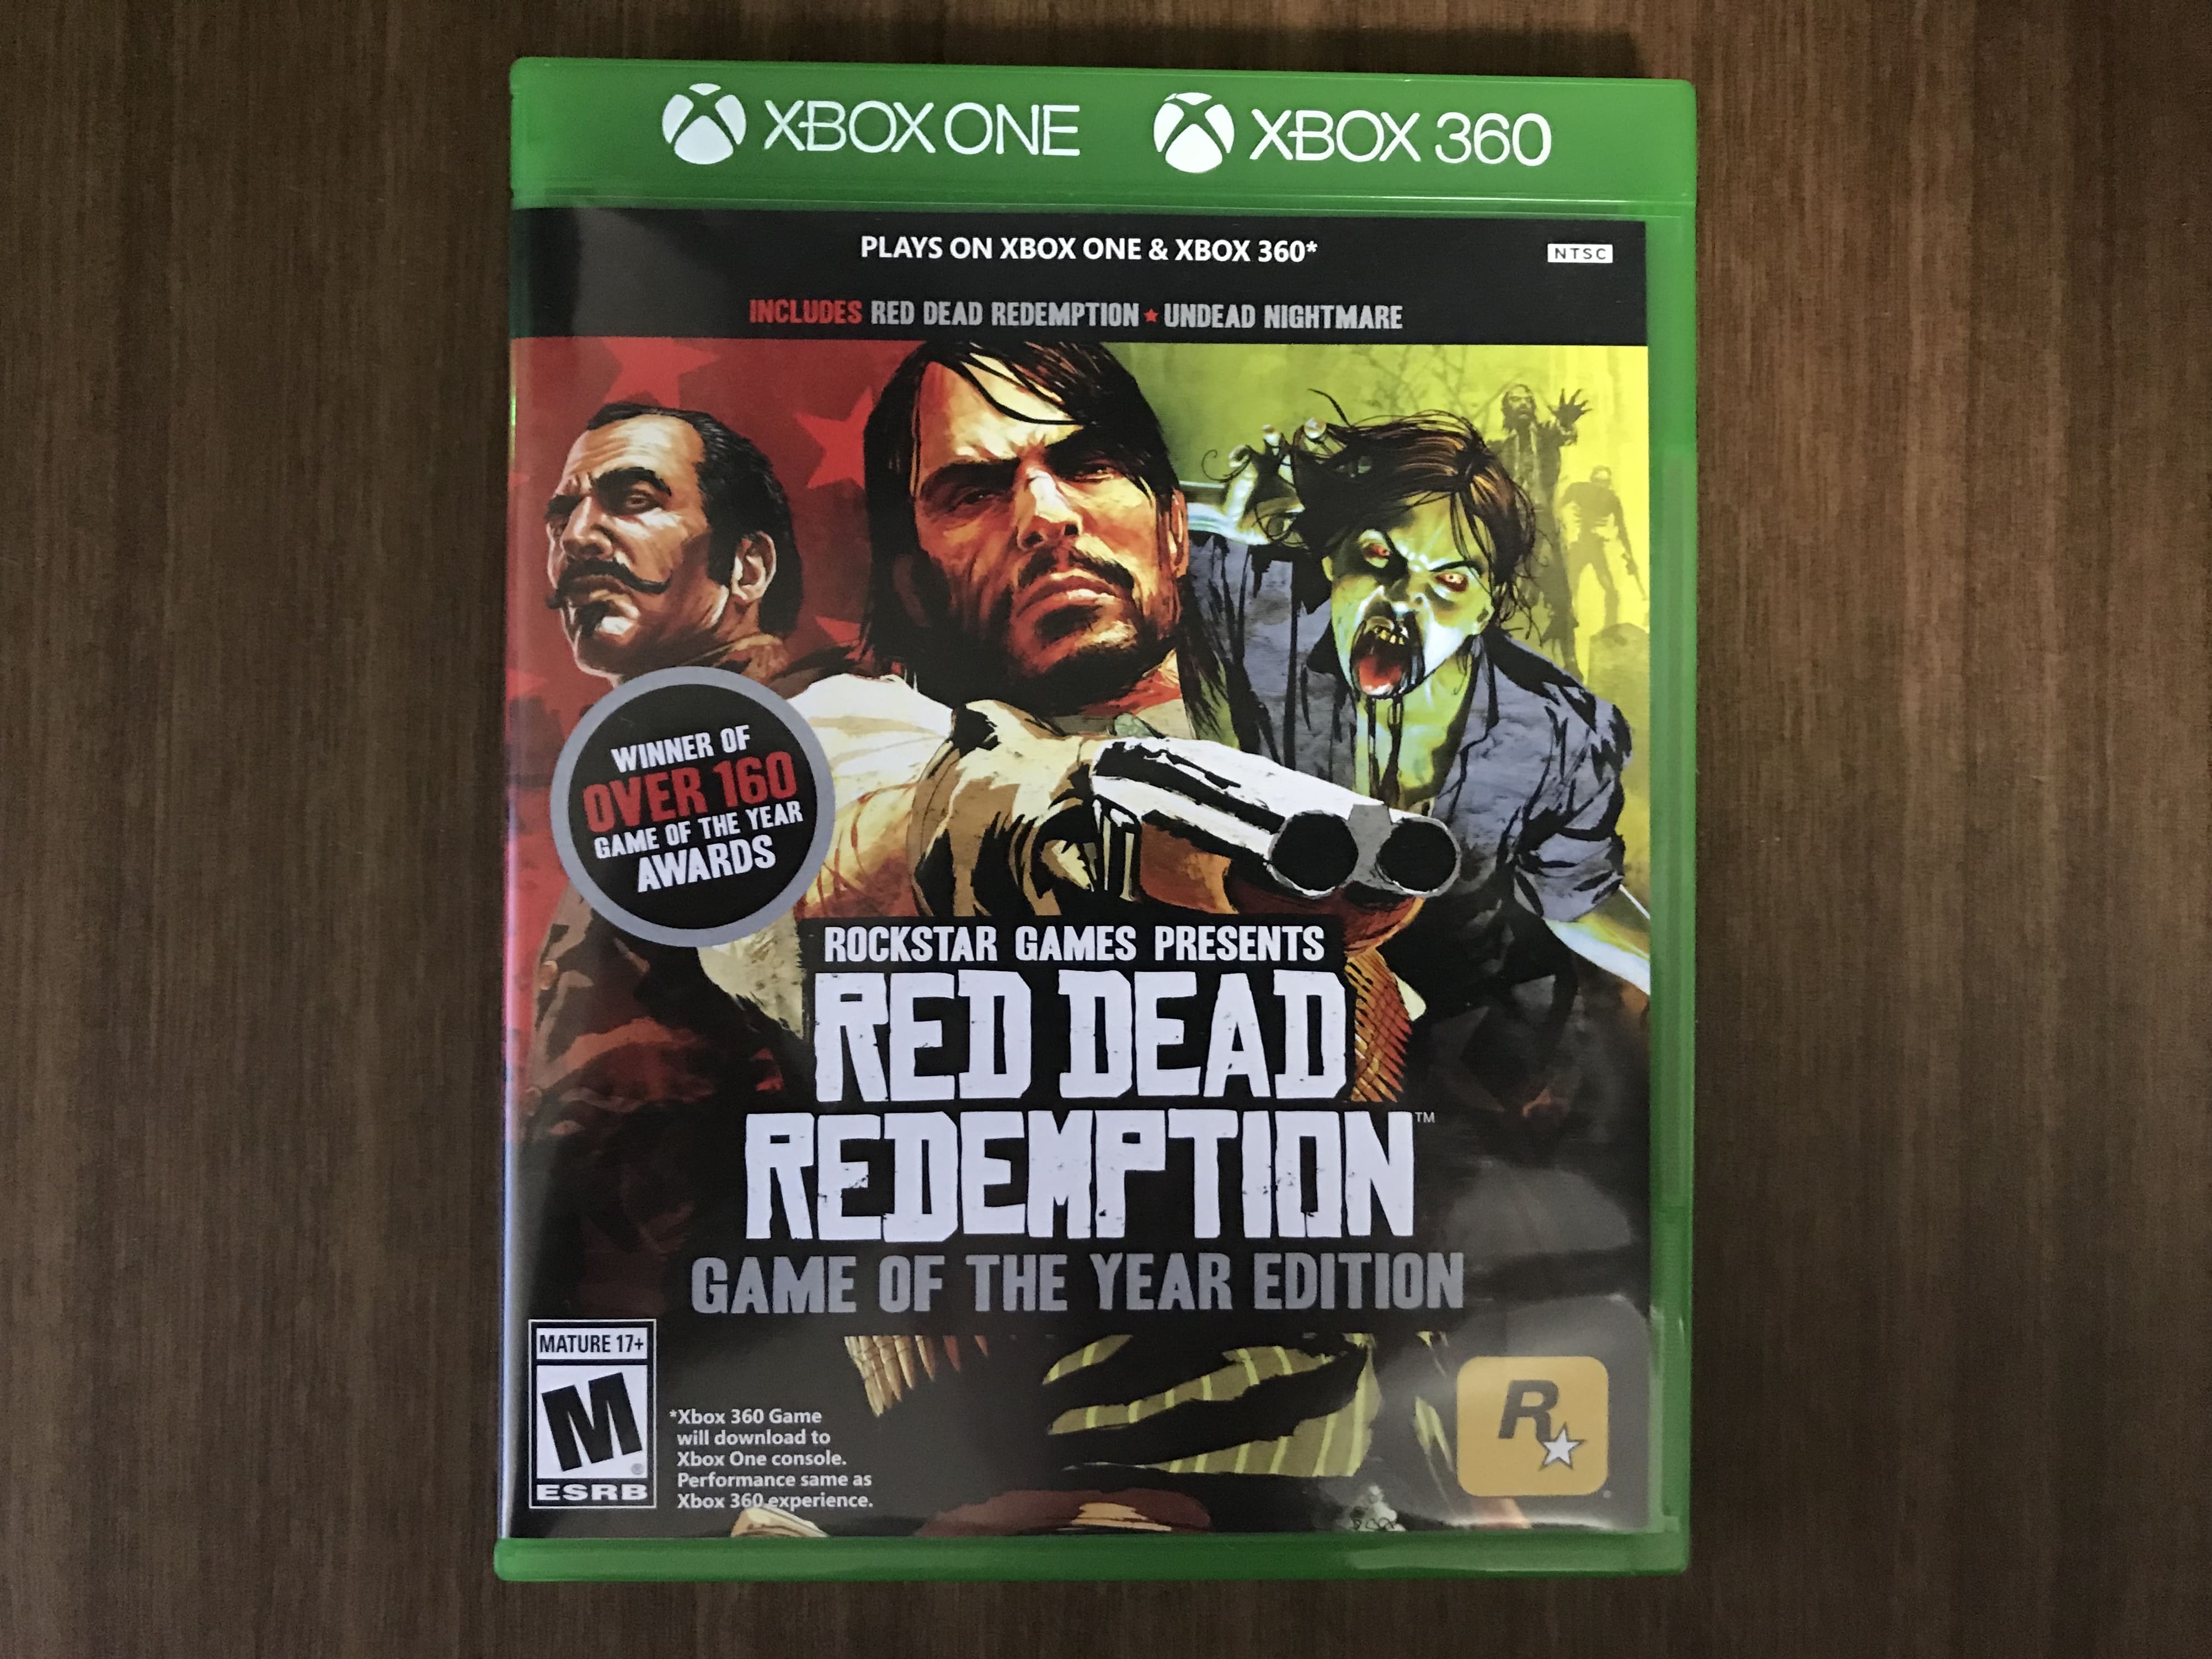 XBOX ONE XBOX 360
PLAYS ON XBOX ONE & XBOX 360*
NTSC
INCLUDES RED DEAD REDEMPTION ★ UNDEAD NIGHTMARE
WINNER OF
OVER 160
GAME OF THE YEAR
AWARDS
ROCKSTAR GAMES PRESENTS
RED DEAD
REDEMPTION™
GAME OF THE YEAR EDITION
MATURE 17+
M
ESRB
*Xbox 360 Game
will download to
Xbox One console.
Performance same as
Xbox 360 experience.
R★